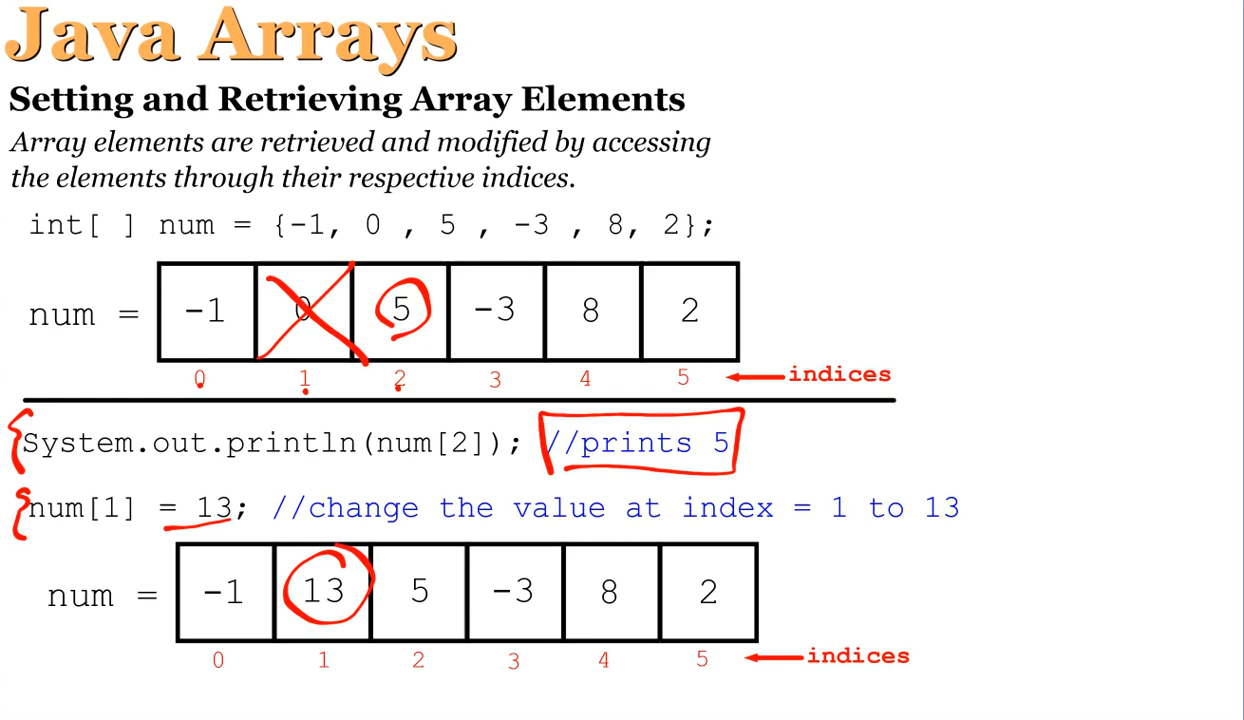 Java Arrays
Setting and Retrieving Array Elements
Array elements are retrieved and modified by accessing
the elements through their respective indices.
int[ ] num = {-1, 0 , 5 , -3 , 8, 2};
num = -1 0 5 -3 8 2
0 1 2 3 4 5 indices
System.out.println(num[2]); //prints 5
num[1] = 13; //change the value at index = 1 to 13
num = -1 13 5 -3 8 2
0 1 2 3 4 5 indices